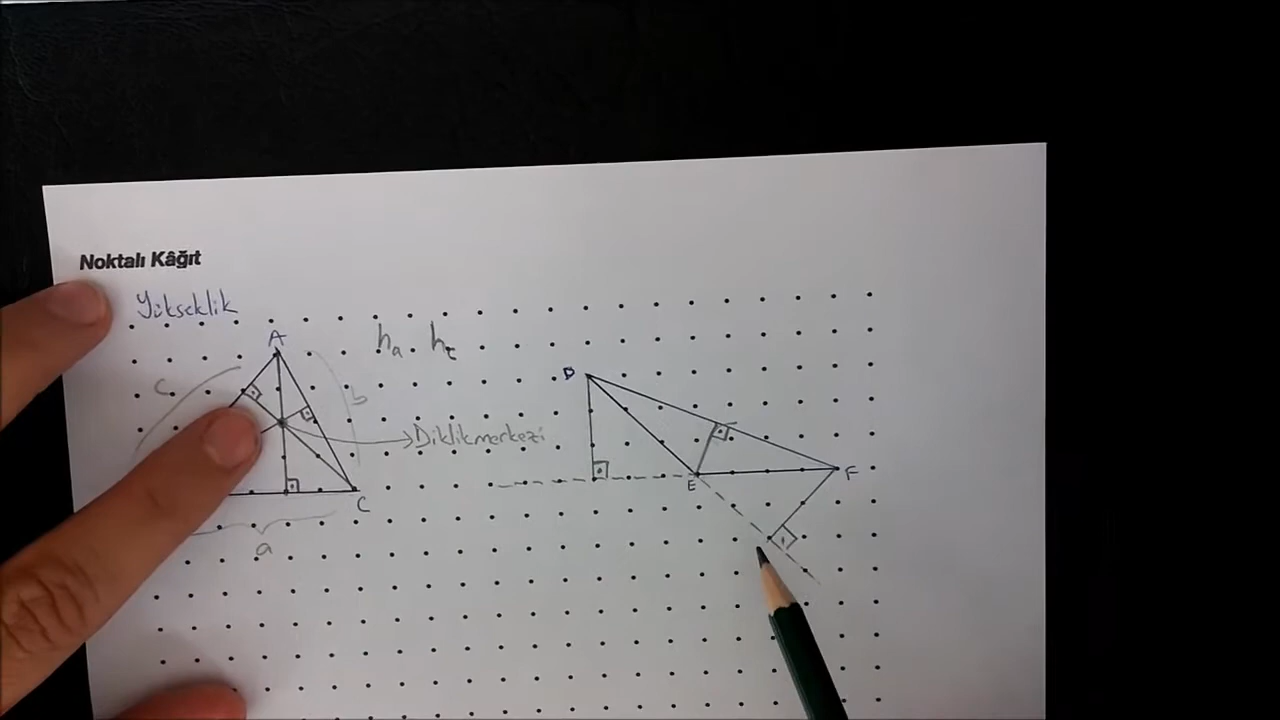 Noktalı Kâğıt
Yükseklik
A
ha
hc
c
b
Diklikmerkezi
C
a
D
E
F